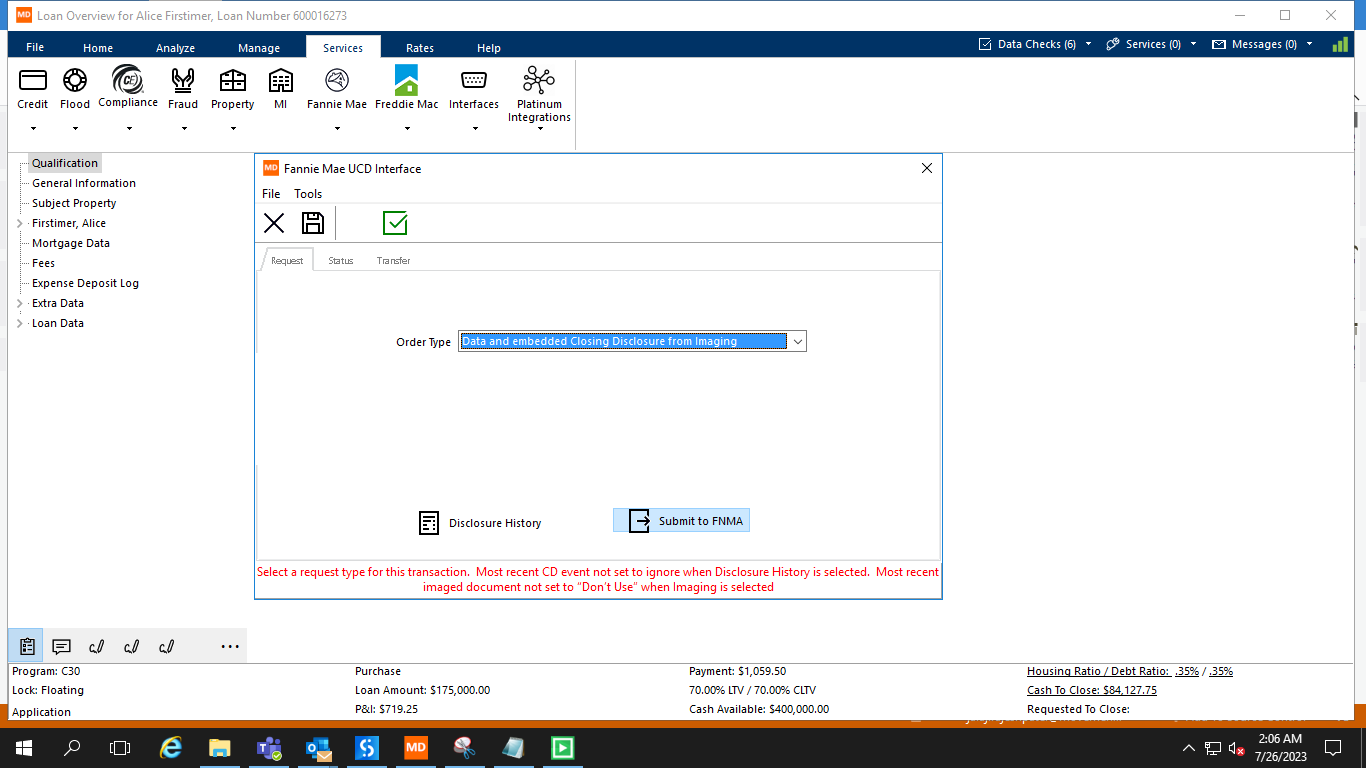 MD Loan Overview for Alice Firstimer, Loan Number 600016273
File Home Analyze Manage Services Rates Help Data Checks (6) Services (0) Messages (0)
Credit Flood Compliance Fraud Property MI Fannie Mae Freddie Mac Interfaces Platinum Integrations
Qualification
General Information
Subject Property
Firstimer, Alice
Mortgage Data
Fees
Expense Deposit Log
Extra Data
Loan Data
MD Fannie Mae UCD Interface
File Tools
Request Status Transfer
Order Type Data and embedded Closing Disclosure from Imaging
Disclosure History Submit to FNMA
Select a request type for this transaction. Most recent CD event not set to ignore when Disclosure History is selected. Most recent
imaged document not set to “Don’t Use” when Imaging is selected
Program: C30 Purchase Payment: $1,059.50 Housing Ratio / Debt Ratio: .35% / .35%
Lock: Floating Loan Amount: $175,000.00 70.00% LTV / 70.00% CLTV Cash To Close: $84,127.75
Application P&I: $719.25 Cash Available: $400,000.00 Requested To Close:
MD
2:06 AM
7/26/2023